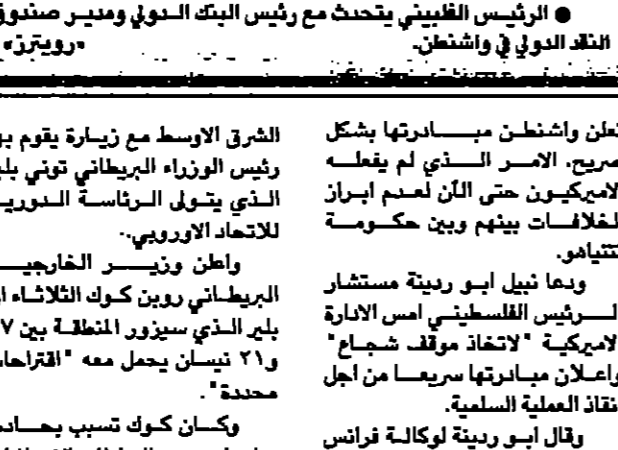 ● الرئيس الفلبيني يتحدث مع رئيس البنك الدولي ومدير صندوق
النقد الدولي في واشنطن. «رويترز»
تعلن واشنطن مبادرتها بشكل
صريح. الامر الذي لم يفعله
الاميركيون حتى الآن لعدم ابراز
الخلافات بينهم وبين حكومة
نتنياهو.
ودعا نبيل ابو ردينة مستشار
الرئيس الفلسطيني امس الادارة
الاميركية "لاتخاذ موقف شجاع"
واعلان مبادرتها سريعا من اجل
انقاذ العملية السلمية.
وقال ابو ردينة لوكالة فرانس
الشرق الاوسط مع زيارة يقوم بها
رئيس الوزراء البريطاني توني بلير
الذي يتولى الرئاسة الدورية
للاتحاد الاوروبي..
واعلن وزير الخارجية
البريطاني روبن كوك الثلاثاء ان
بلير الذي سيزور المنطقة بين ٧
و٢١ نيسان يحمل معه "اقتراحات
محددة".
وكان كوك تسبب بحادث